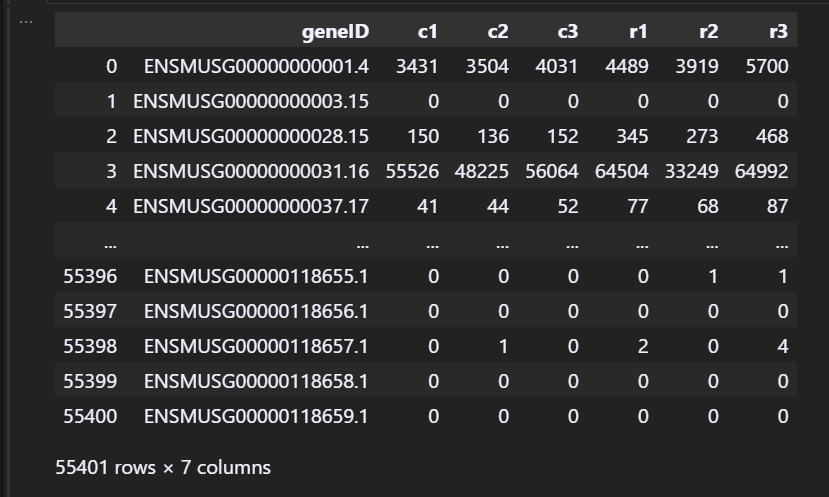 ...
geneID c1 c2 c3 r1 r2 r3
0 ENSMUSG00000000001.4 3431 3504 4031 4489 3919 5700
1 ENSMUSG00000000003.15 0 0 0 0 0 0
2 ENSMUSG00000000028.15 150 136 152 345 273 468
3 ENSMUSG00000000031.16 55526 48225 56064 64504 33249 64992
4 ENSMUSG00000000037.17 41 44 52 77 68 87
... ... ... ... ... ... ... ...
55396 ENSMUSG00000118655.1 0 0 0 0 1 1
55397 ENSMUSG00000118656.1 0 0 0 0 0 0
55398 ENSMUSG00000118657.1 0 1 0 2 0 4
55399 ENSMUSG00000118658.1 0 0 0 0 0 0
55400 ENSMUSG00000118659.1 0 0 0 0 0 0
55401 rows × 7 columns